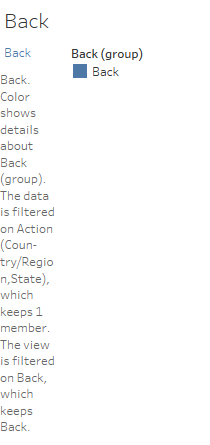 Back
Back
Back (group)
Back
Back.
Color
shows
details
about
Back
(group).
The data
is filtered
on Action
(Coun-
try/Regio
n,State),
which
keeps 1
member.
The view
is filtered
on Back,
which
keeps
Back.